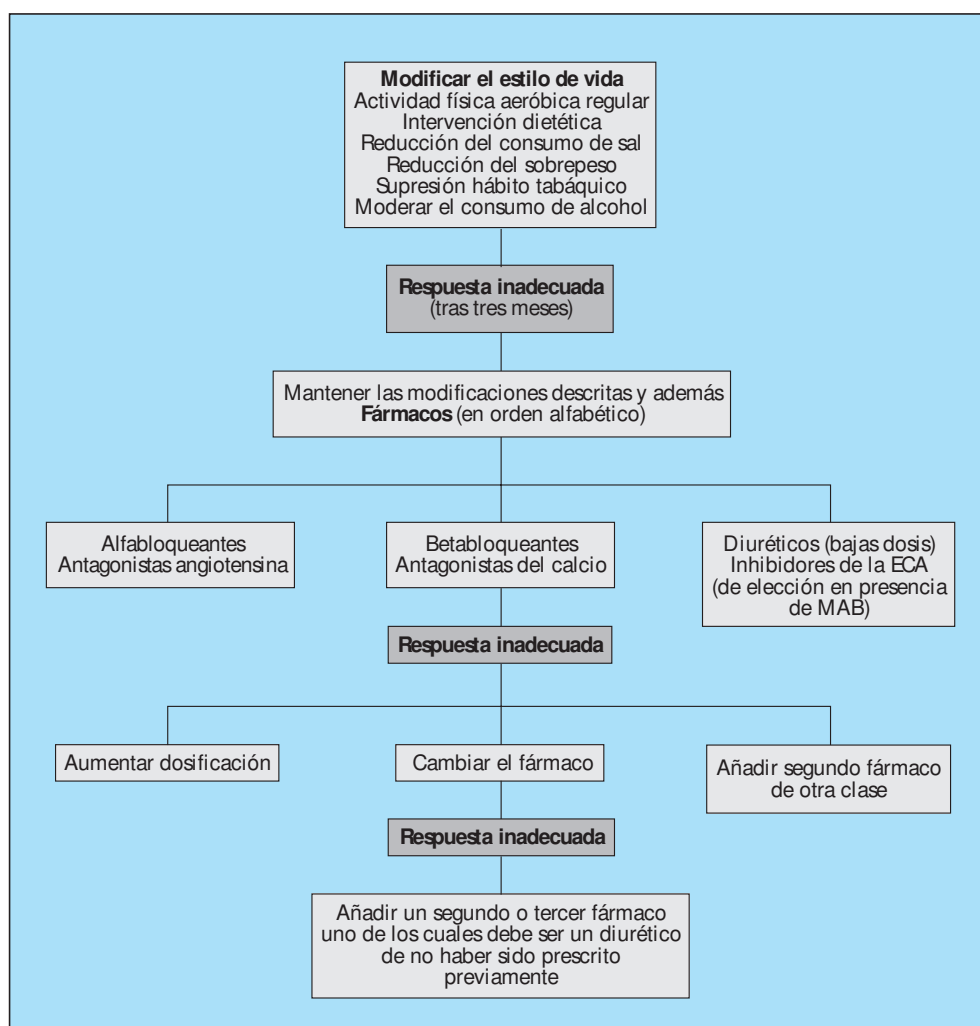 Modificar el estilo de vida
Actividad física aeróbica regular
Intervención dietética
Reducción del consumo de sal
Reducción del sobrepeso
Supresión hábito tabáquico
Moderar el consumo de alcohol
Respuesta inadecuada
(tras tres meses)
Mantener las modificaciones descritas y además
Fármacos (en orden alfabético)
Alfabloqueantes
Antagonistas angiotensina
Betabloqueantes
Antagonistas del calcio
Diuréticos (bajas dosis)
Inhibidores de la ECA
(de elección en presencia
de MAB)
Respuesta inadecuada
Aumentar dosificación
Cambiar el fármaco
Añadir segundo fármaco
de otra clase
Respuesta inadecuada
Añadir un segundo o tercer fármaco
uno de los cuales debe ser un diurético
de no haber sido prescrito
previamente